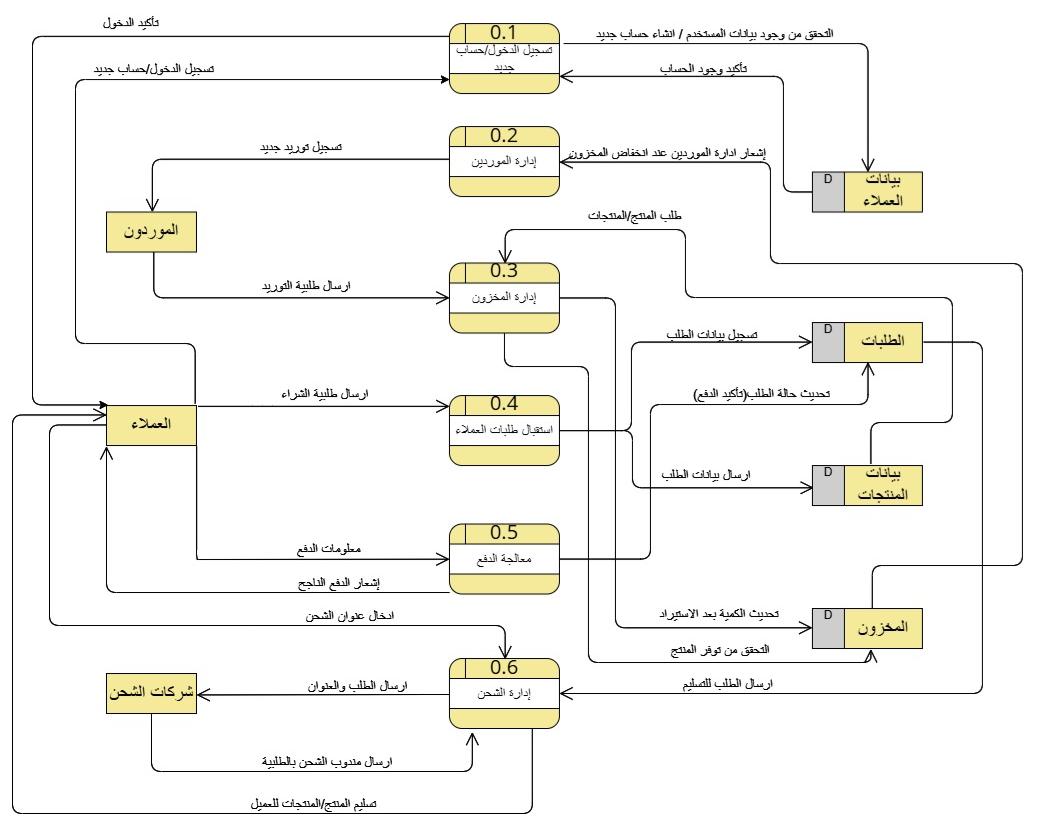 تأكيد الدخول
0.1
تسجيل الدخول/حساب
جديد
التحقق من وجود بيانات المستخدم / انشاء حساب جديد
تسجيل الدخول/حساب جديد
تأكيد وجود الحساب
0.2
إدارة الموردين
تسجيل توريد جديد
إشعار ادارة الموردين عند انخفاض المخزون
D
بيانات
العملاء
الموردون
طلب المنتج/المنتجات
0.3
إدارة المخزون
ارسال طلبية التوريد
تسجيل بيانات الطلب
D
الطلبات
ارسال طلبية الشراء
0.4
استقبال طلبات العملاء
تحديث حالة الطلب(تأكيد الدفع)
العملاء
ارسال بيانات الطلب
D
بيانات
المنتجات
0.5
معالجة الدفع
معلومات الدفع
إشعار الدفع الناجح
ادخال عنوان الشحن
تحديث الكمية بعد الاستيراد
D
المخزون
التحقق من توفر المنتج
0.6
إدارة الشحن
ارسال الطلب والعنوان
ارسال الطلب للتسليم
شركات الشحن
ارسال مندوب الشحن بالطلبية
تسليم المنتج/المنتجات للعميل